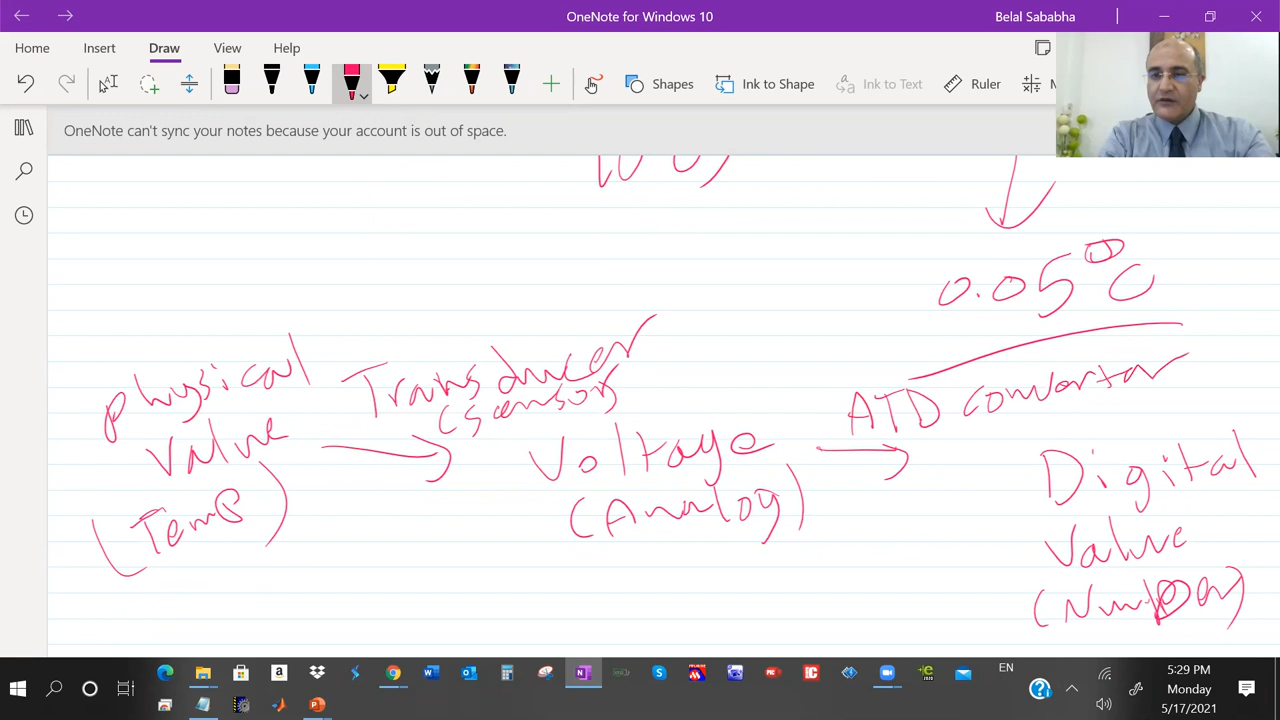 OneNote for Windows 10
Belal Sababha
Home Insert Draw View Help
Shapes Ink to Shape Ink to Text Ruler M
OneNote can't sync your notes because your account is out of space.
0.05°C
physical Transducer
(sensor)
ATD convertor
value
Voltage
Digital
(Temp)
(Analog)
Value
(Number)
EN
5:29 PM
Monday
5/17/2021